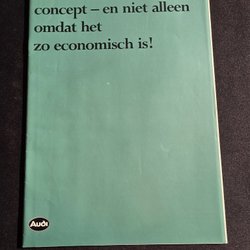 concept – en niet alleen
omdat het
zo economisch is!
Audi